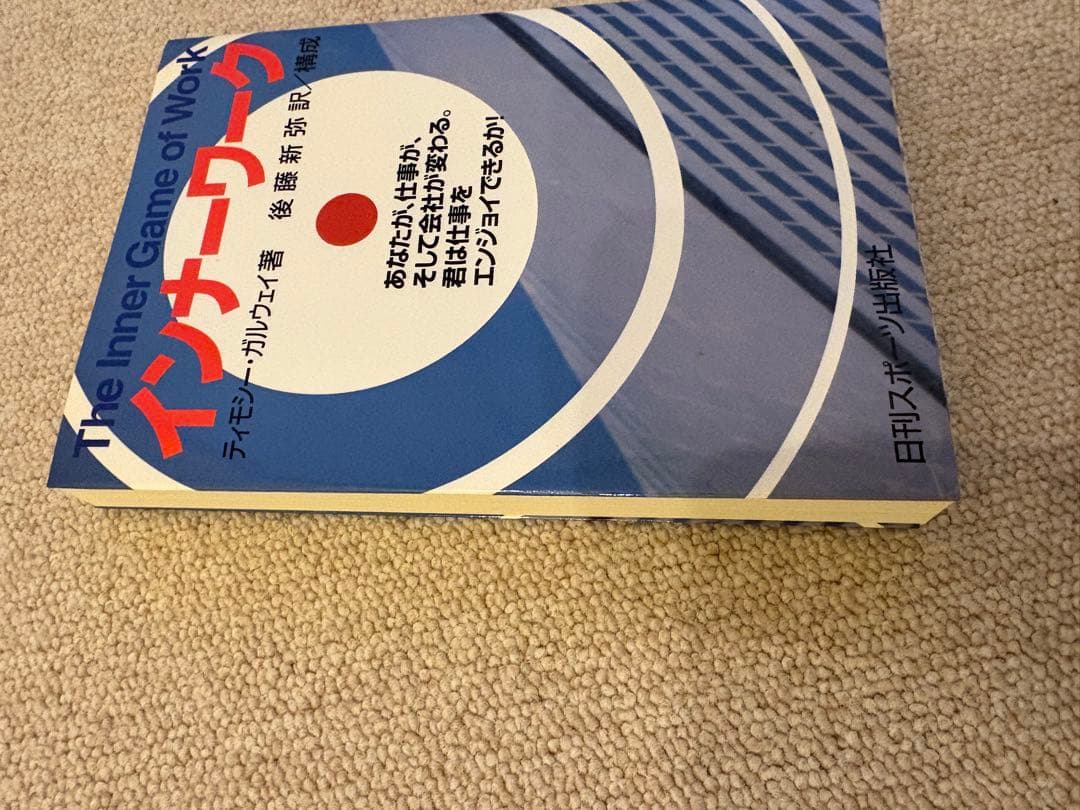 The Inner Game of Work
インナーワーク
ティモシー・ガルウェイ著 後藤新弥 訳／構成
あなたが、仕事が、
そして会社が変わる。
君は仕事を
エンジョイできるか!
日刊スポーツ出版社